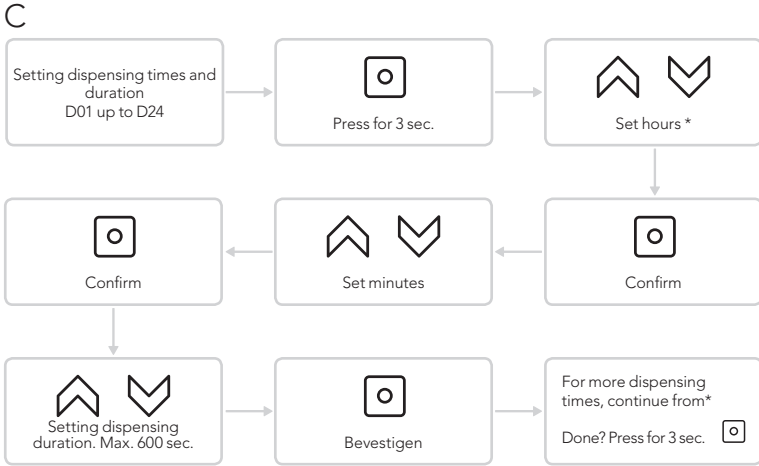 C
Setting dispensing times and
duration
D01 up to D24
Press for 3 sec.
Set hours *
Confirm
Set minutes
Confirm
Setting dispensing
duration. Max. 600 sec.
Bevestigen
For more dispensing
times, continue from*
Done? Press for 3 sec.